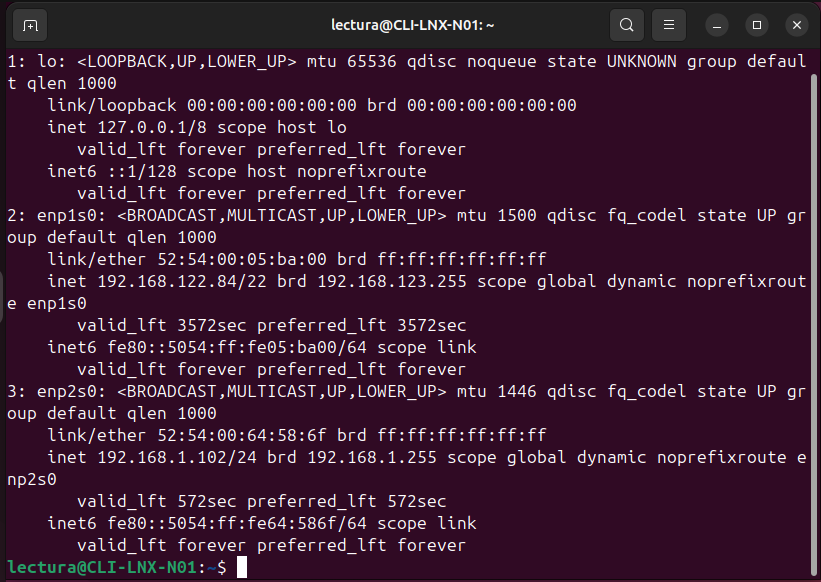 lectura@CLI-LNX-N01: ~
1: lo: <LOOPBACK,UP,LOWER_UP> mtu 65536 qdisc noqueue state UNKNOWN group defaul
t qlen 1000
    link/loopback 00:00:00:00:00:00 brd 00:00:00:00:00:00
    inet 127.0.0.1/8 scope host lo
       valid_lft forever preferred_lft forever
    inet6 ::1/128 scope host noprefixroute
       valid_lft forever preferred_lft forever
2: enp1s0: <BROADCAST,MULTICAST,UP,LOWER_UP> mtu 1500 qdisc fq_codel state UP gr
oup default qlen 1000
    link/ether 52:54:00:05:ba:00 brd ff:ff:ff:ff:ff:ff
    inet 192.168.122.84/22 brd 192.168.123.255 scope global dynamic noprefixrout
e enp1s0
       valid_lft 3572sec preferred_lft 3572sec
    inet6 fe80::5054:ff:fe05:ba00/64 scope link
       valid_lft forever preferred_lft forever
3: enp2s0: <BROADCAST,MULTICAST,UP,LOWER_UP> mtu 1446 qdisc fq_codel state UP gr
oup default qlen 1000
    link/ether 52:54:00:64:58:6f brd ff:ff:ff:ff:ff:ff
    inet 192.168.1.102/24 brd 192.168.1.255 scope global dynamic noprefixroute e
np2s0
       valid_lft 572sec preferred_lft 572sec
    inet6 fe80::5054:ff:fe64:586f/64 scope link
       valid_lft forever preferred_lft forever
lectura@CLI-LNX-N01:~$